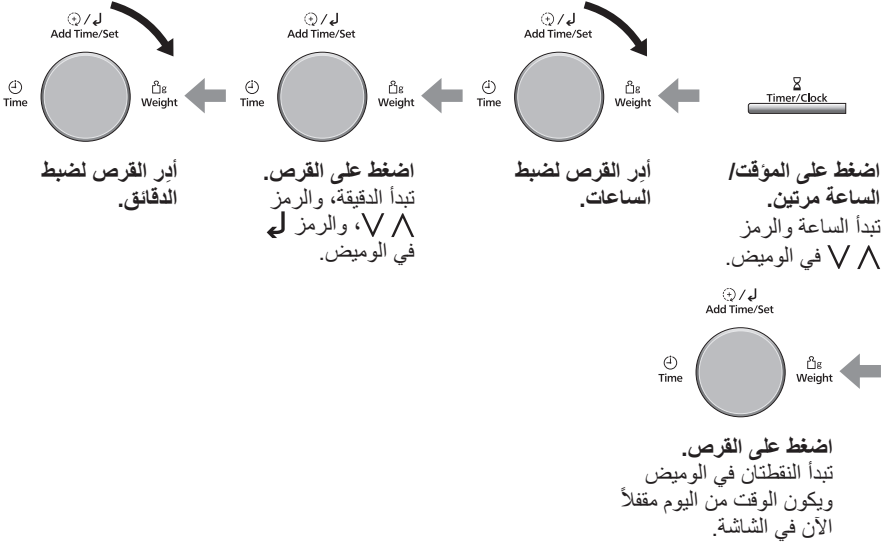 Timer/Clock
اضغط على المؤقت/
الساعة مرتين.
تبدأ الساعة والرمز
⋀ ⋁ في الوميض.
Add Time/Set
Time
g
Weight
أدِر القرص لضبط
الساعات.
Add Time/Set
Time
g
Weight
اضغط على القرص.
تبدأ الدقيقة، والرمز
⋀ ⋁، والرمز ↲
في الوميض.
Add Time/Set
Time
g
Weight
أدِر القرص لضبط
الدقائق.
Add Time/Set
Time
g
Weight
اضغط على القرص.
تبدأ النقطتان في الوميض
ويكون الوقت من اليوم مقفلاً
الآن في الشاشة.